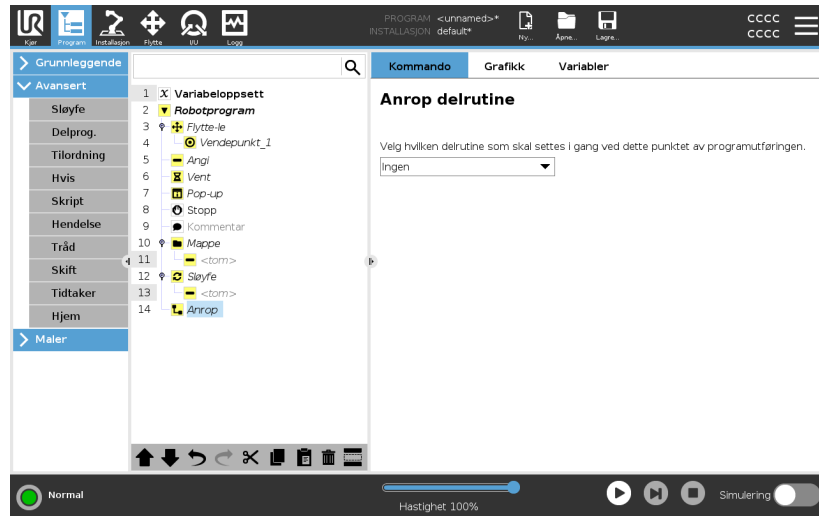 UR
PROGRAM <unnamed>*
INSTALLASJON default*
CCCC
CCCC
Kjør Program Installasjon Flytte I/U Logg Ny... Åpne... Lagre...
Grunnleggende
Avansert
Sløyfe
Delprog.
Tilordning
Hvis
Skript
Hendelse
Tråd
Skift
Tidtaker
Hjem
Maler
1 X Variabeloppsett
2 Robotprogram
3 Flytte-le
4 Vendepunkt_1
5 Angi
6 Vent
7 Pop-up
8 Stopp
9 Kommentar
10 Mappe
11 <tom>
12 Sløyfe
13 <tom>
14 Anrop
Kommando Grafikk Variabler
Anrop delrutine
Velg hvilken delrutine som skal settes i gang ved dette punktet av programutføringen.
Ingen
Normal
Hastighet 100%
Simulering